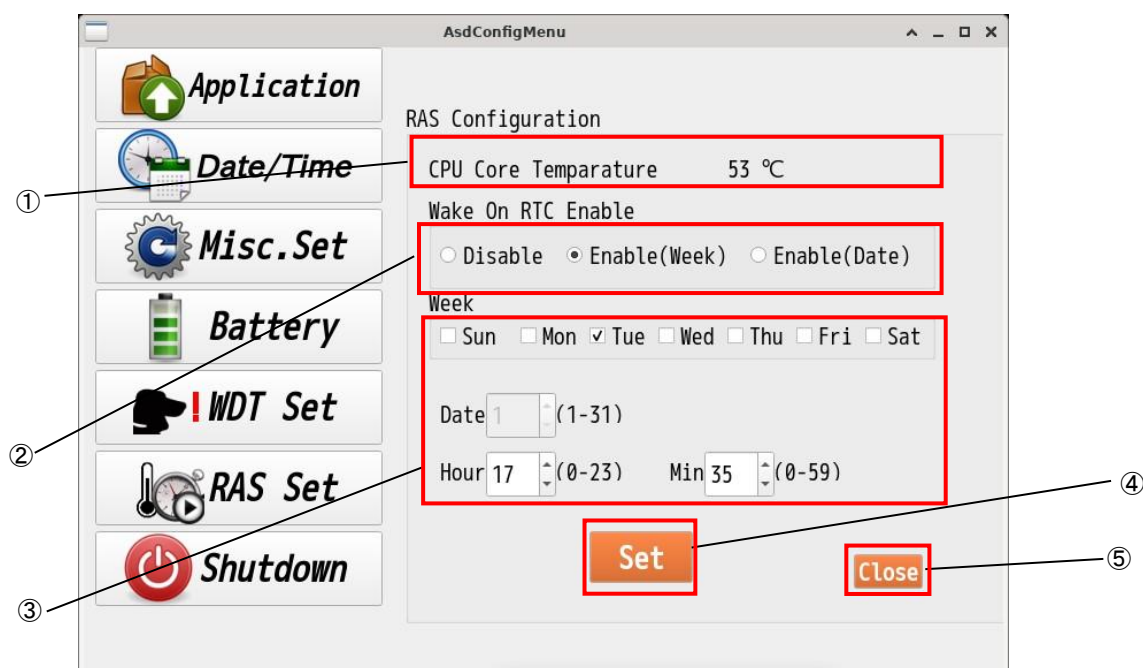 AsdConfigMenu
Application
Date/Time
Misc.Set
Battery
WDT Set
RAS Set
Shutdown
RAS Configuration
CPU Core Temparature 53 ℃
Wake On RTC Enable
Disable Enable(Week) Enable(Date)
Week
Sun Mon Tue Wed Thu Fri Sat
Date 1 (1-31)
Hour 17 (0-23) Min 35 (0-59)
Set
Close
①
②
③
④
⑤